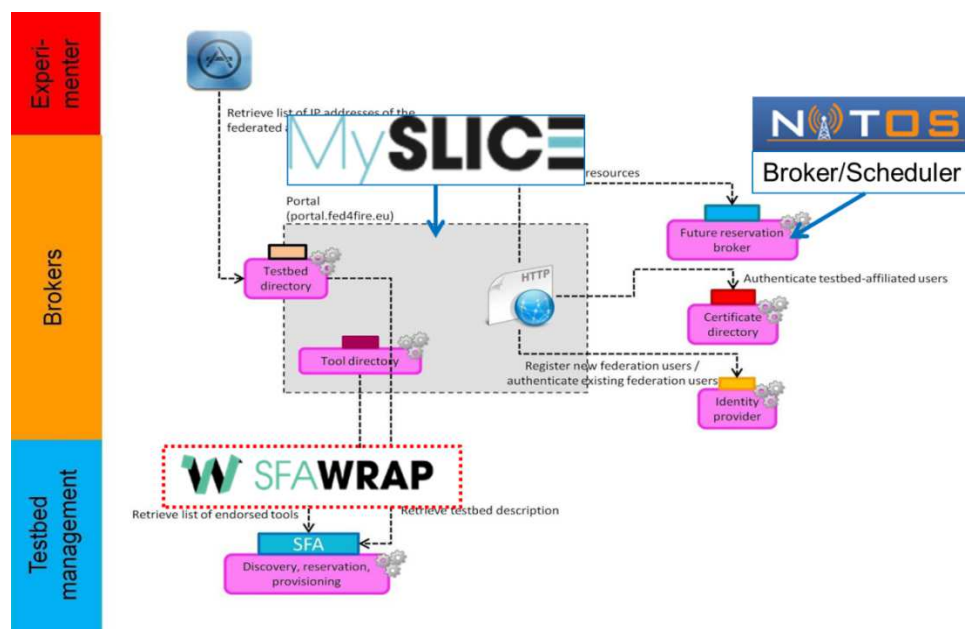 Experi-
menter
Retrieve list of IP addresses of the
federated a
MySLICE
NITOS
Broker/Scheduler
resources
Portal
(portal.fed4fire.eu)
Future reservation
broker
Testbed
directory
HTTP
Authenticate testbed-affiliated users
Certificate
directory
Brokers
Tool directory
Register new federation users /
authenticate existing federation users
Identity
provider
SFAWRAP
Retrieve list of endorsed tools
Retrieve testbed description
Testbed
management
SFA
Discovery, reservation,
provisioning